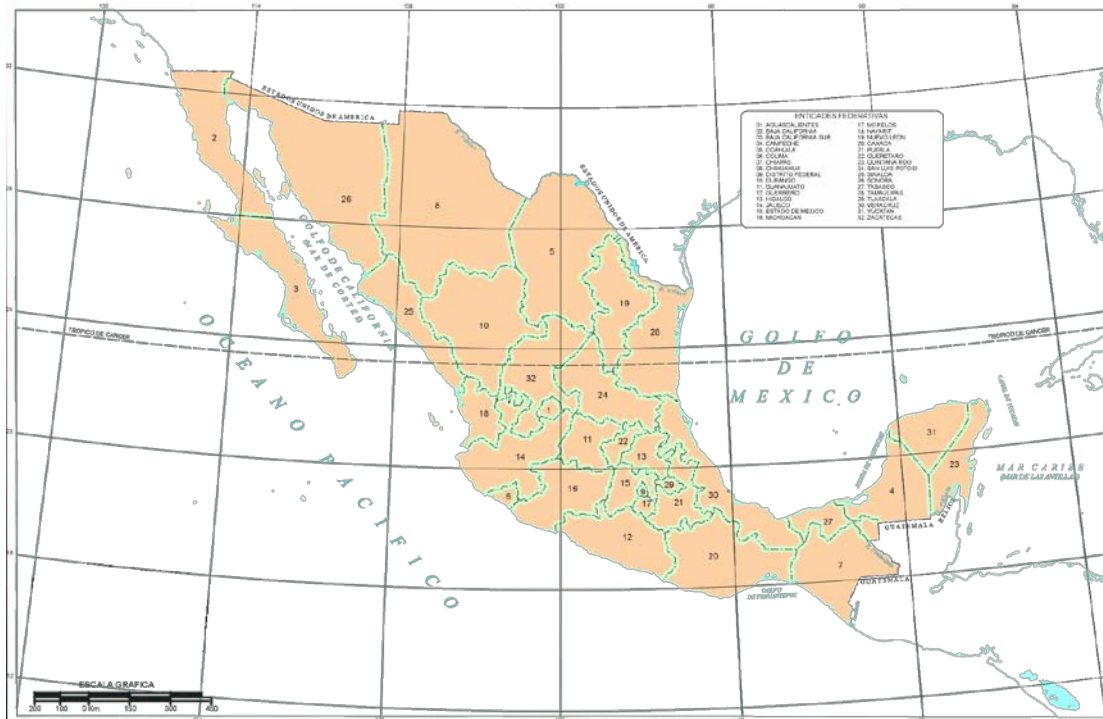 ESTADOS UNIDOS DE AMERICA
ENTIDADES FEDERATIVAS
01. AGUASCALIENTES 17. MORELOS
02. BAJA CALIFORNIA 18. NAYARIT
03. BAJA CALIFORNIA SUR 19. NUEVO LEON
04. CAMPECHE 20. OAXACA
05. COAHUILA 21. PUEBLA
06. COLIMA 22. QUERETARO
07. CHIAPAS 23. QUINTANA ROO
08. CHIHUAHUA 24. SAN LUIS POTOSI
09. DISTRITO FEDERAL 25. SINALOA
10. DURANGO 26. SONORA
11. GUANAJUATO 27. TABASCO
12. GUERRERO 28. TAMAULIPAS
13. HIDALGO 29. TLAXCALA
14. JALISCO 30. VERACRUZ
15. ESTADO DE MEXICO 31. YUCATAN
16. MICHOACAN 32. ZACATECAS
2
26
8
ESTADOS UNIDOS DE AMERICA
5
GOLFO DE CALIFORNIA
(MAR DE CORTES)
3
25
10
19
28
TROPICO DE CANCER
TROPICO DE CANCER
GOLFO
DE
MEXICO
OCEANO PACIFICO
32
24
18
1
11
22
13
14
31
23
MAR CARIBE
(MAR DE LAS ANTILLAS)
6
16
15
9
29
17
21
30
4
27
12
20
7
GUATEMALA
BELICE
GUATEMALA
GOLFO
DE TEHUANTEPEC
ESCALA GRAFICA
200 100 0 Km. 150 300 450